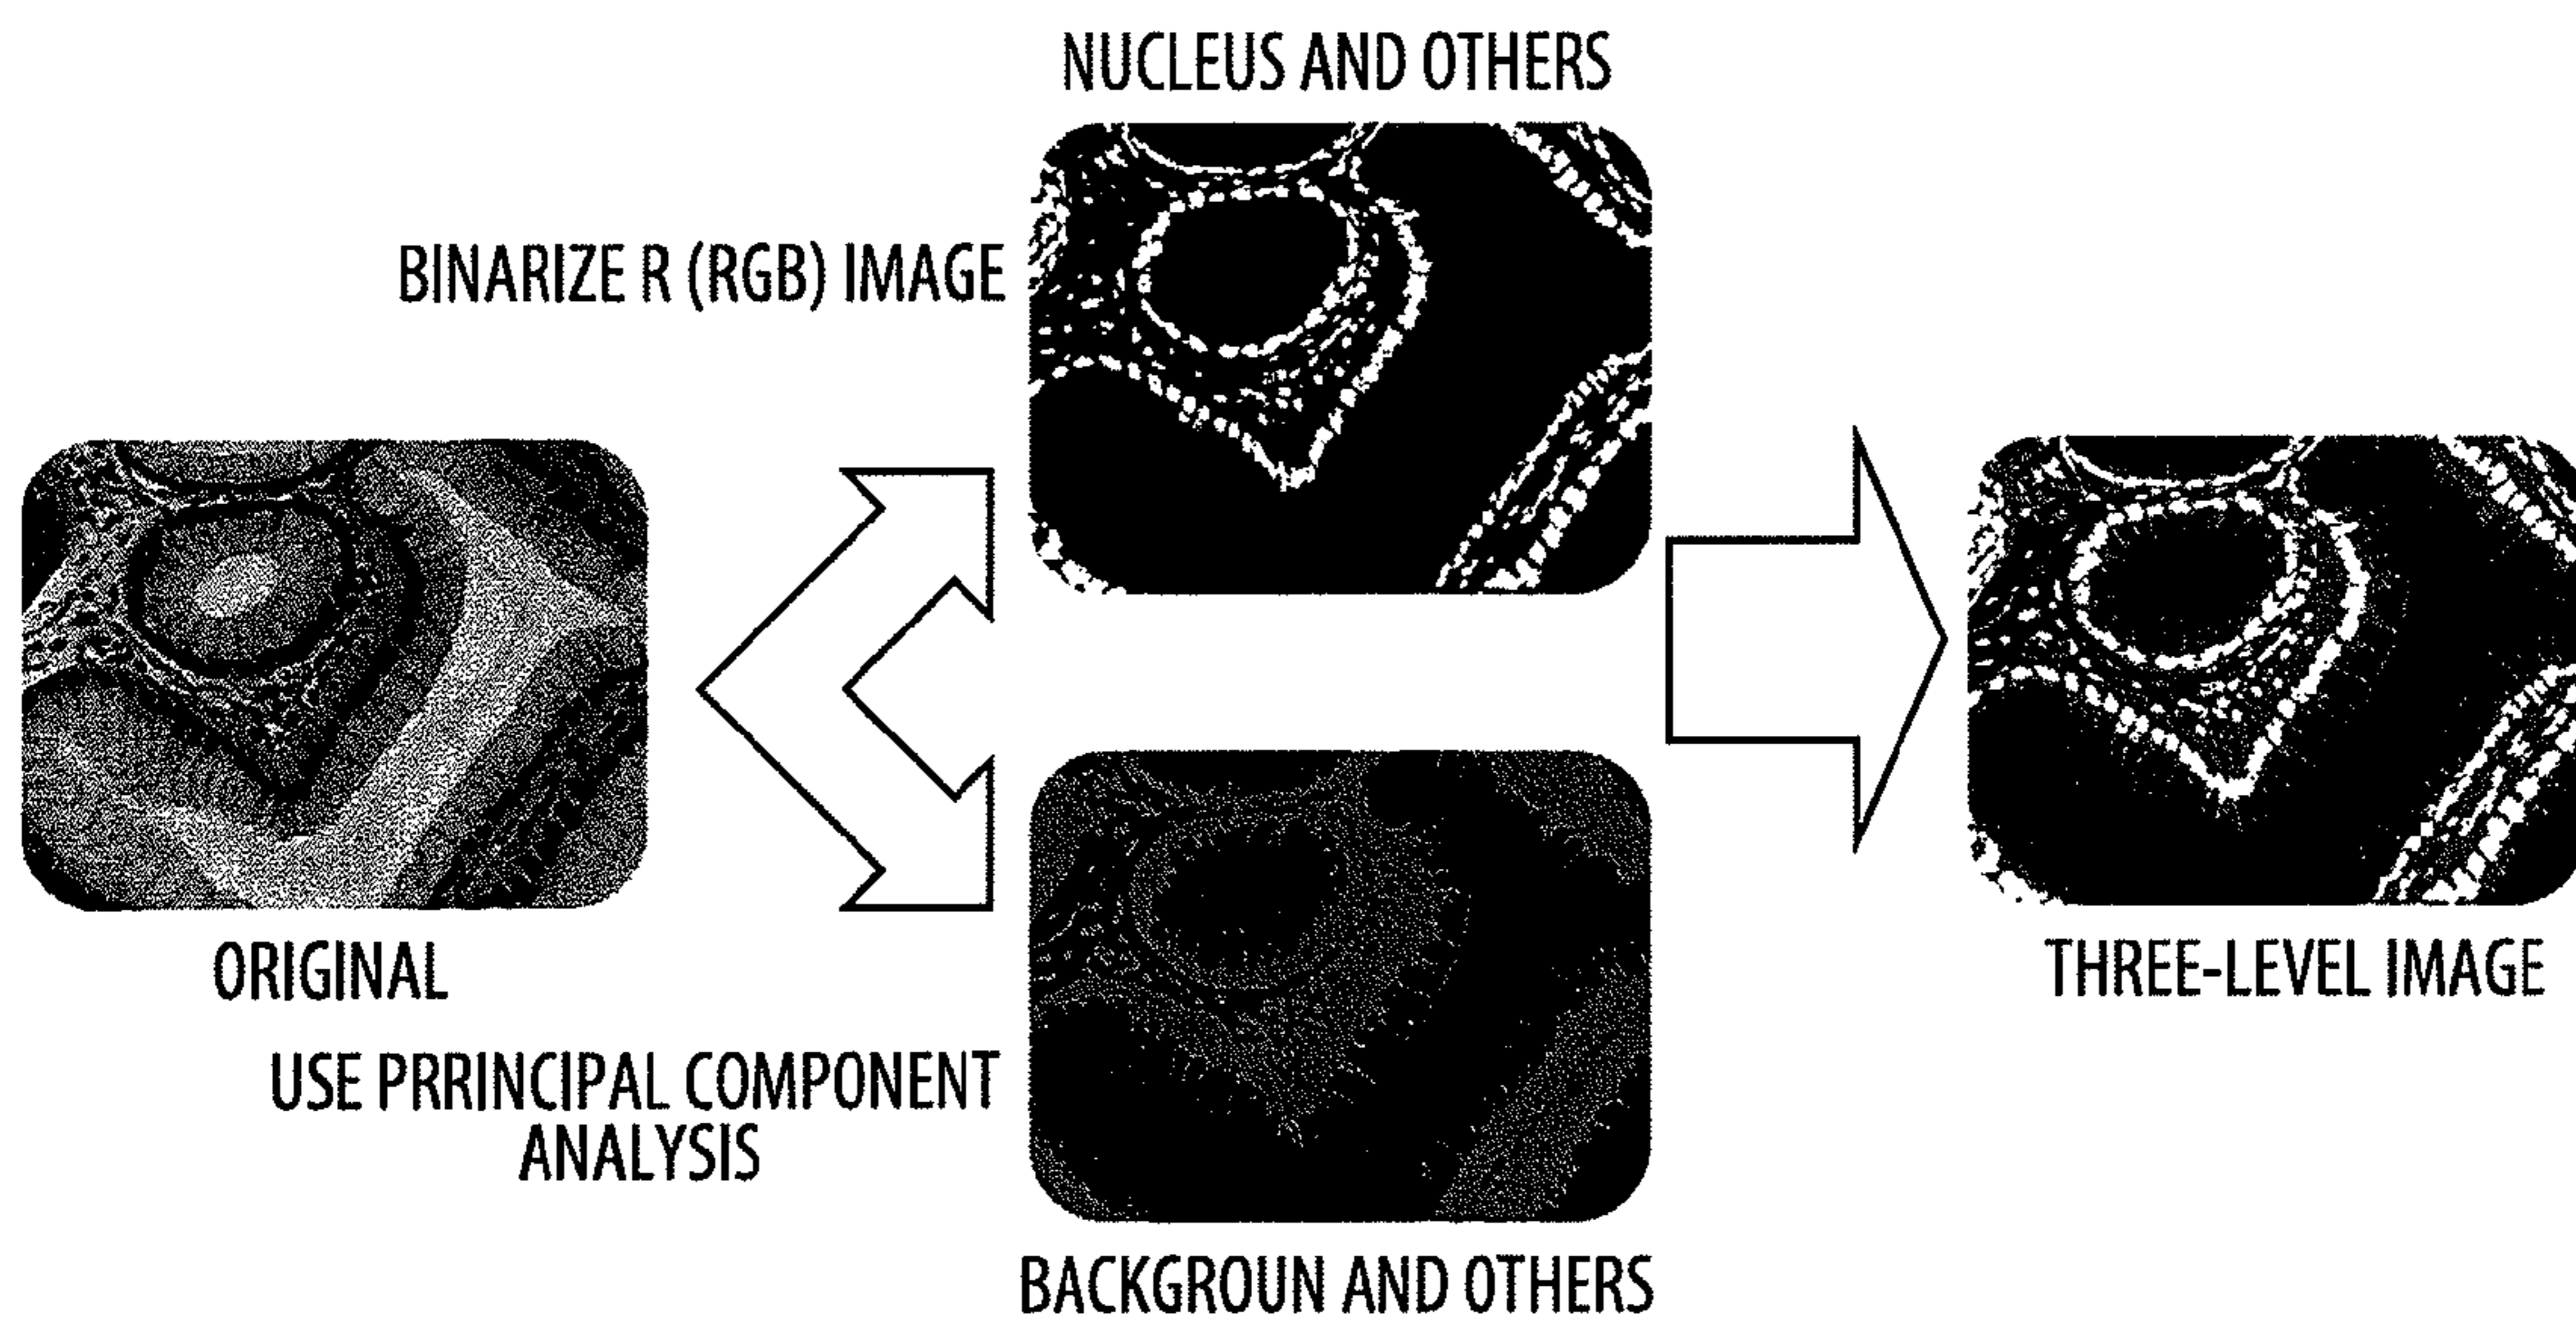 NUCLEUS AND OTHERS
BINARIZE R (RGB) IMAGE
ORIGINAL
THREE-LEVEL IMAGE
USE PRRINCIPAL COMPONENT
ANALYSIS
BACKGROUN AND OTHERS